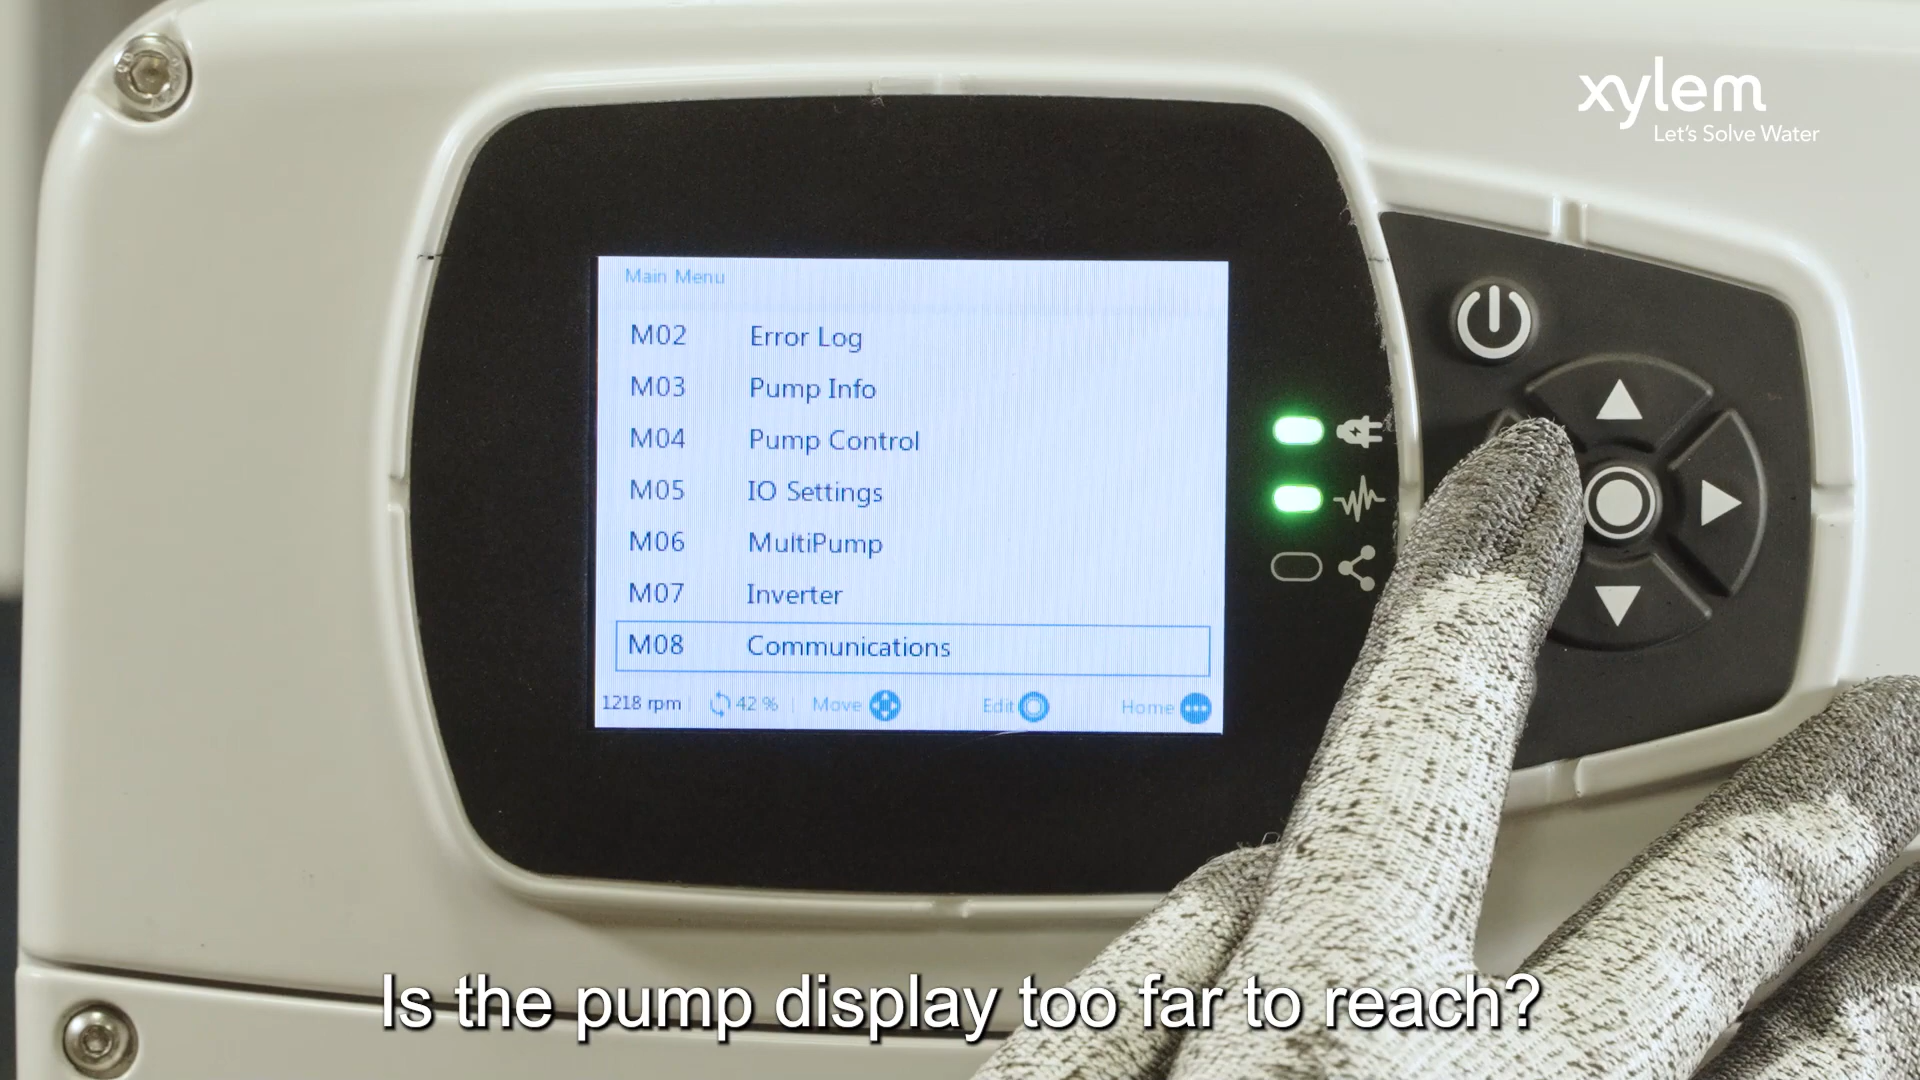 xylem
Let's Solve Water
Main Menu
M02 Error Log
M03 Pump Info
M04 Pump Control
M05 IO Settings
M06 MultiPump
M07 Inverter
M08 Communications
1218 rpm 42 % Move Edit Home
Is the pump display too far to reach?